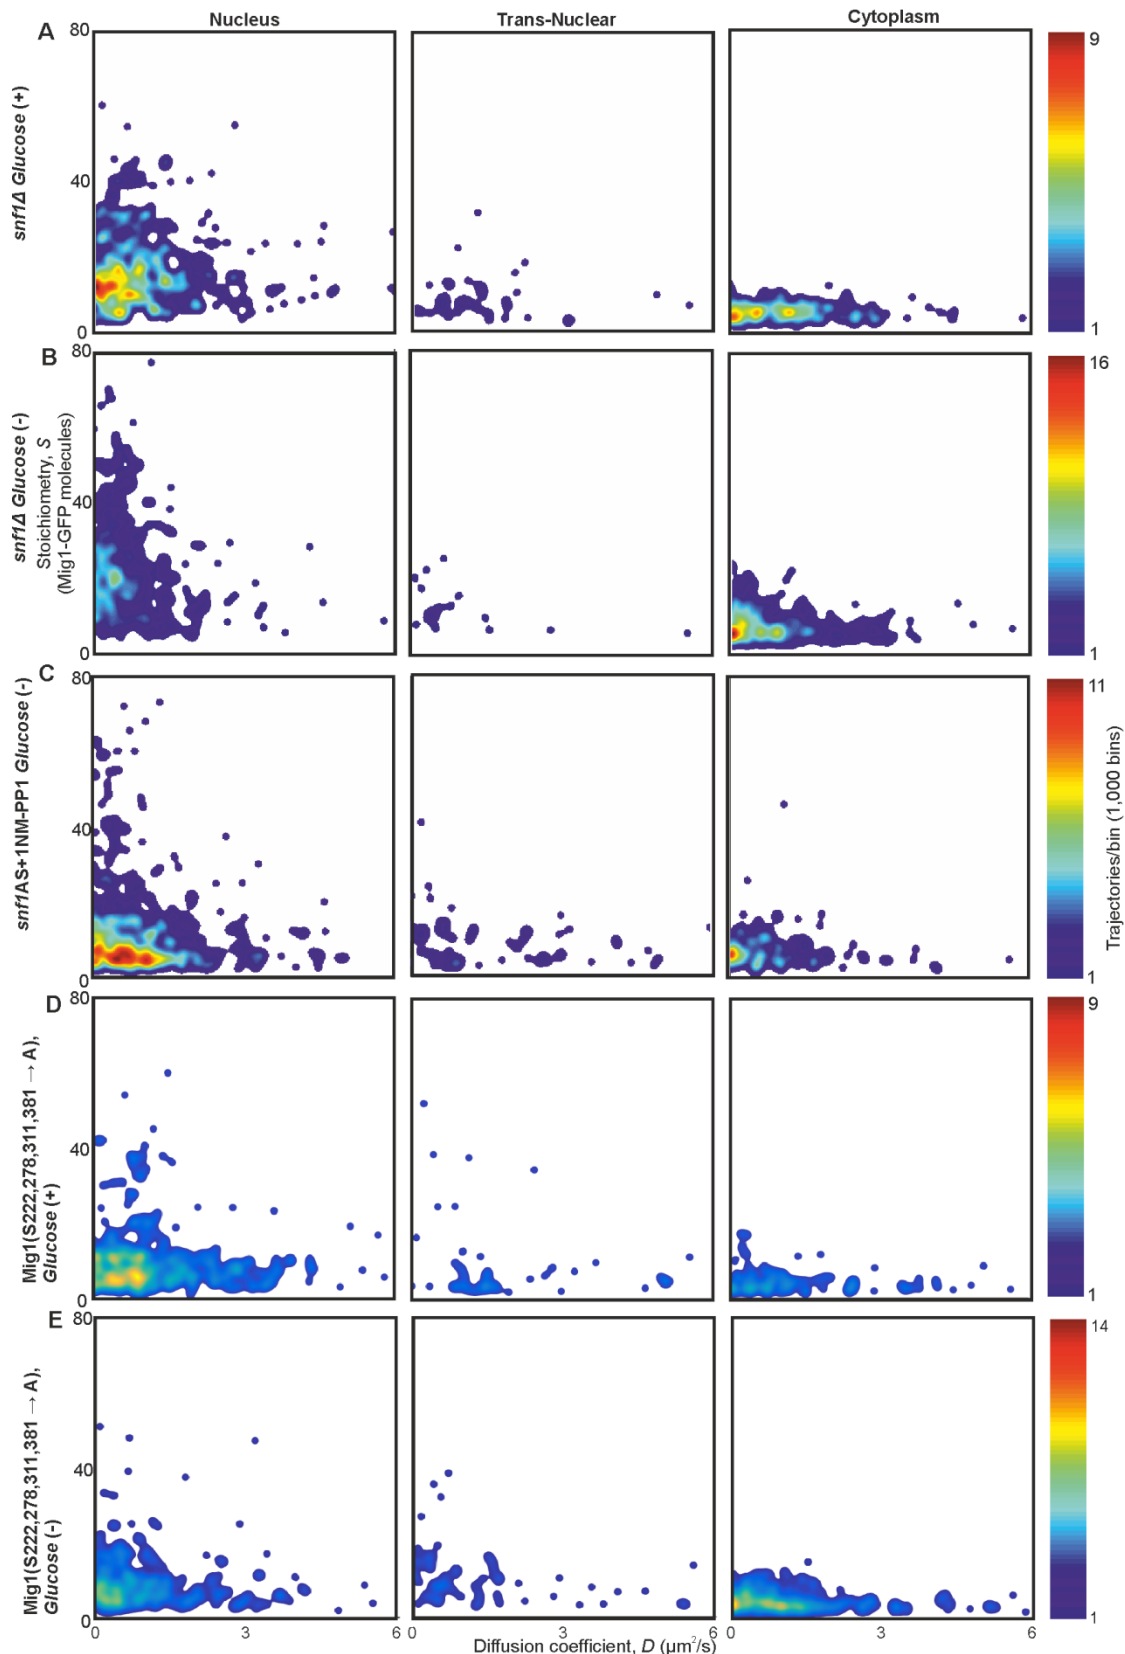 Nucleus
Trans-Nuclear
Cytoplasm
A
snf1Δ Glucose (+)
80
40
0
9
1
B
snf1Δ Glucose (-)
Stoichiometry, S
(Mig1-GFP molecules)
80
40
0
16
1
C
snf1AS+1NM-PP1 Glucose (-)
80
40
0
11
1
Trajectories/bin (1,000 bins)
D
Mig1(S222,278,311,381 → A),
Glucose (+)
80
40
0
9
1
E
Mig1(S222,278,311,381 → A),
Glucose (-)
80
40
0
14
1
0 3 6 0 3 6 0 3 6
Diffusion coefficient, D (μm²/s)